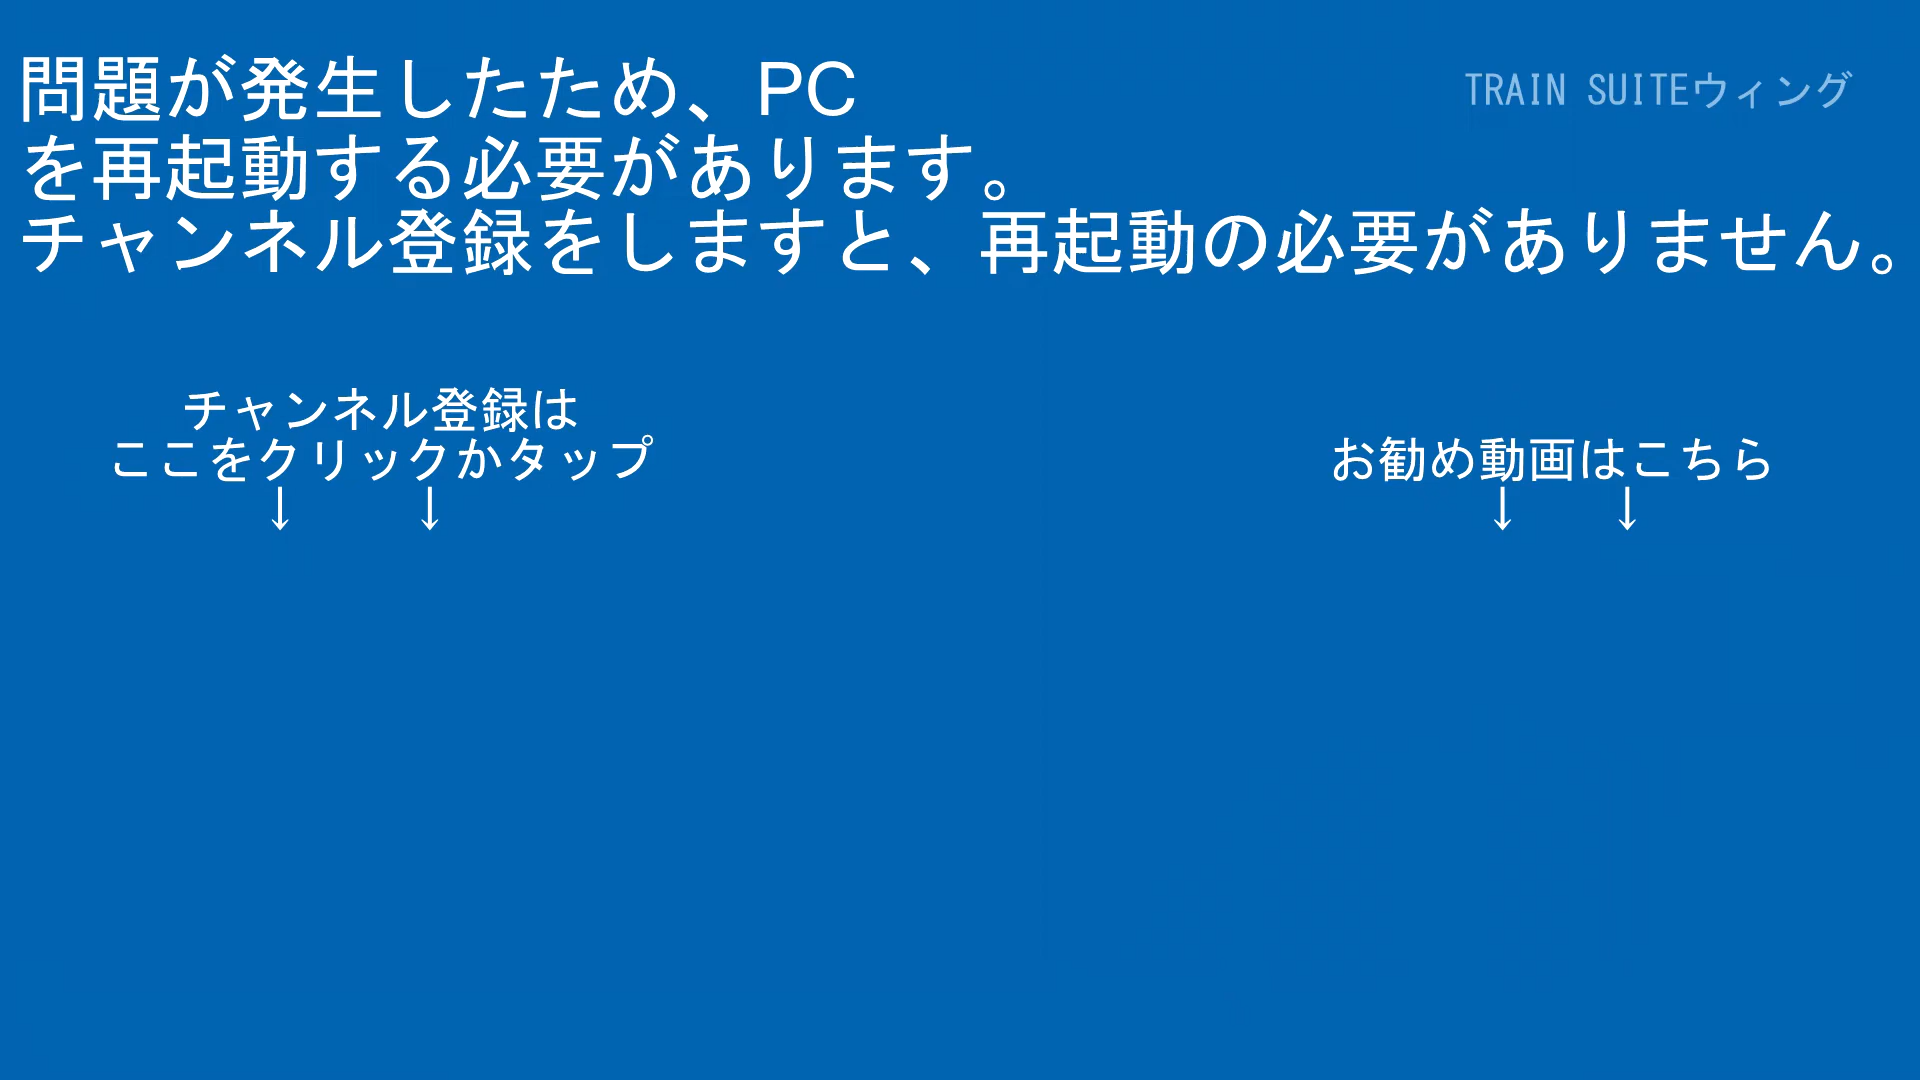 問題が発生したため、PC
を再起動する必要があります。
チャンネル登録をしますと、再起動の必要がありません。
TRAIN SUITEウィング
チャンネル登録は
ここをクリックかタップ
↓ ↓
お勧め動画はこちら
↓ ↓